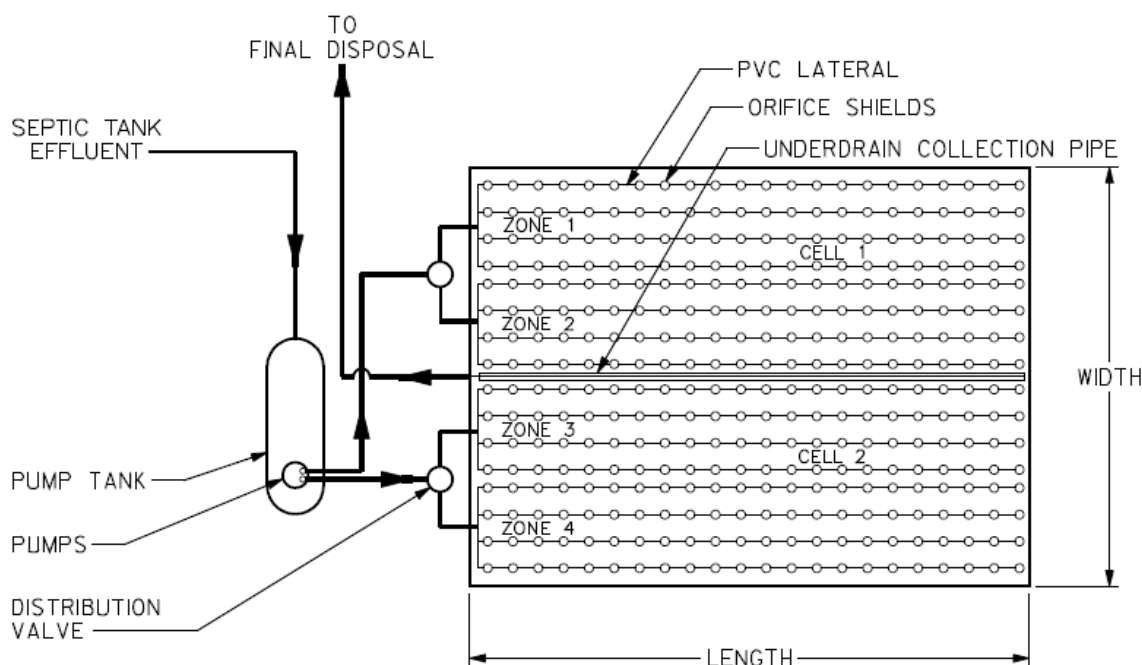 TO
FINAL DISPOSAL
PVC LATERAL
ORIFICE SHIELDS
SEPTIC TANK
EFFLUENT
UNDERDRAIN COLLECTION PIPE
ZONE 1
CELL 1
ZONE 2
WIDTH
ZONE 3
CELL 2
PUMP TANK
ZONE 4
PUMPS
DISTRIBUTION
VALVE
LENGTH